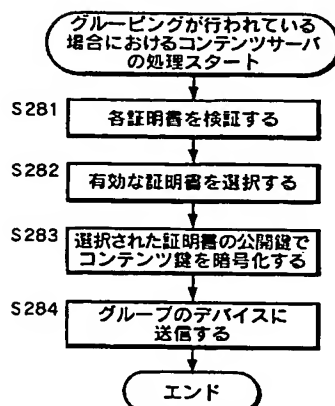 グルーピングが行われている
場合におけるコンテンツサーバ
の処理スタート
S281
各証明書を検証する
S282
有効な証明書を選択する
S283
選択された証明書の公開鍵で
コンテンツ鍵を暗号化する
S284
グループのデバイスに
送信する
エンド